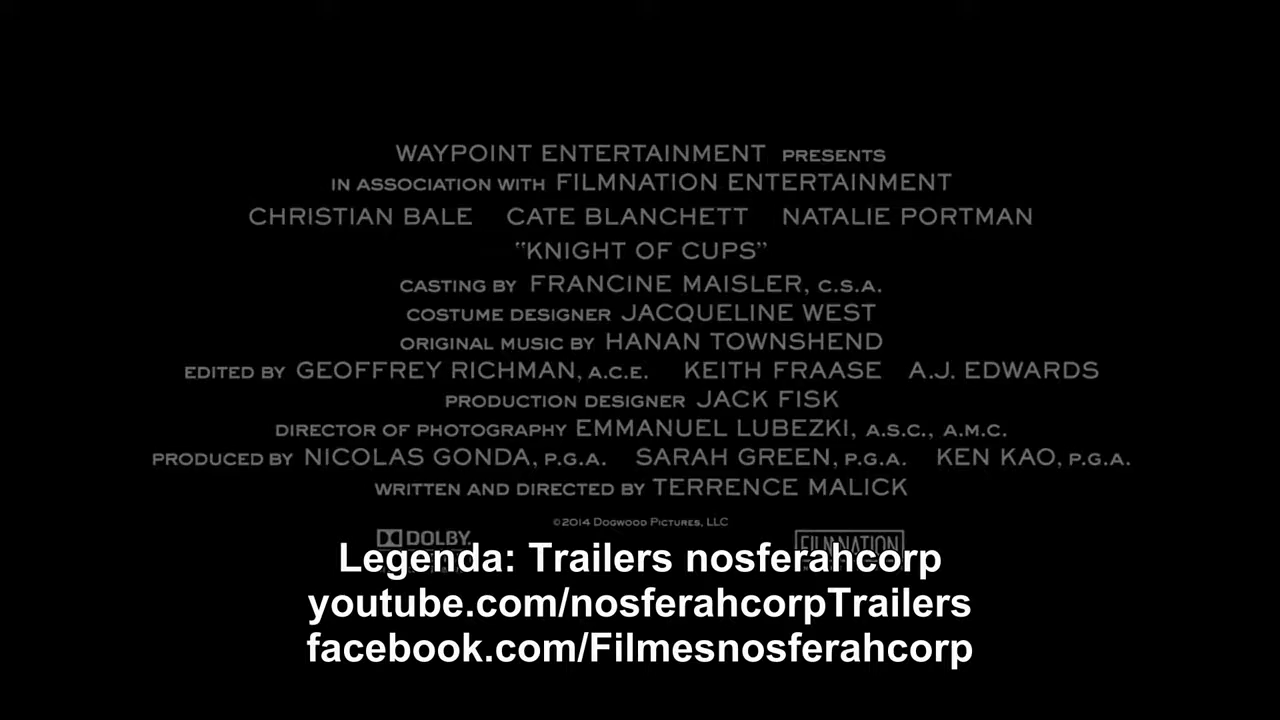 WAYPOINT ENTERTAINMENT PRESENTS
IN ASSOCIATION WITH FILMNATION ENTERTAINMENT
CHRISTIAN BALE CATE BLANCHETT NATALIE PORTMAN
“KNIGHT OF CUPS”
CASTING BY FRANCINE MAISLER, C.S.A.
COSTUME DESIGNER JACQUELINE WEST
ORIGINAL MUSIC BY HANAN TOWNSHEND
EDITED BY GEOFFREY RICHMAN, A.C.E. KEITH FRAASE A.J. EDWARDS
PRODUCTION DESIGNER JACK FISK
DIRECTOR OF PHOTOGRAPHY EMMANUEL LUBEZKI, A.S.C., A.M.C.
PRODUCED BY NICOLAS GONDA, P.G.A. SARAH GREEN, P.G.A. KEN KAO, P.G.A.
WRITTEN AND DIRECTED BY TERRENCE MALICK
©2014 DOGWOOD PICTURES, LLC
DOLBY. FILMNATION
Legenda: Trailers nosferahcorp
youtube.com/nosferahcorpTrailers
facebook.com/Filmesnosferahcorp